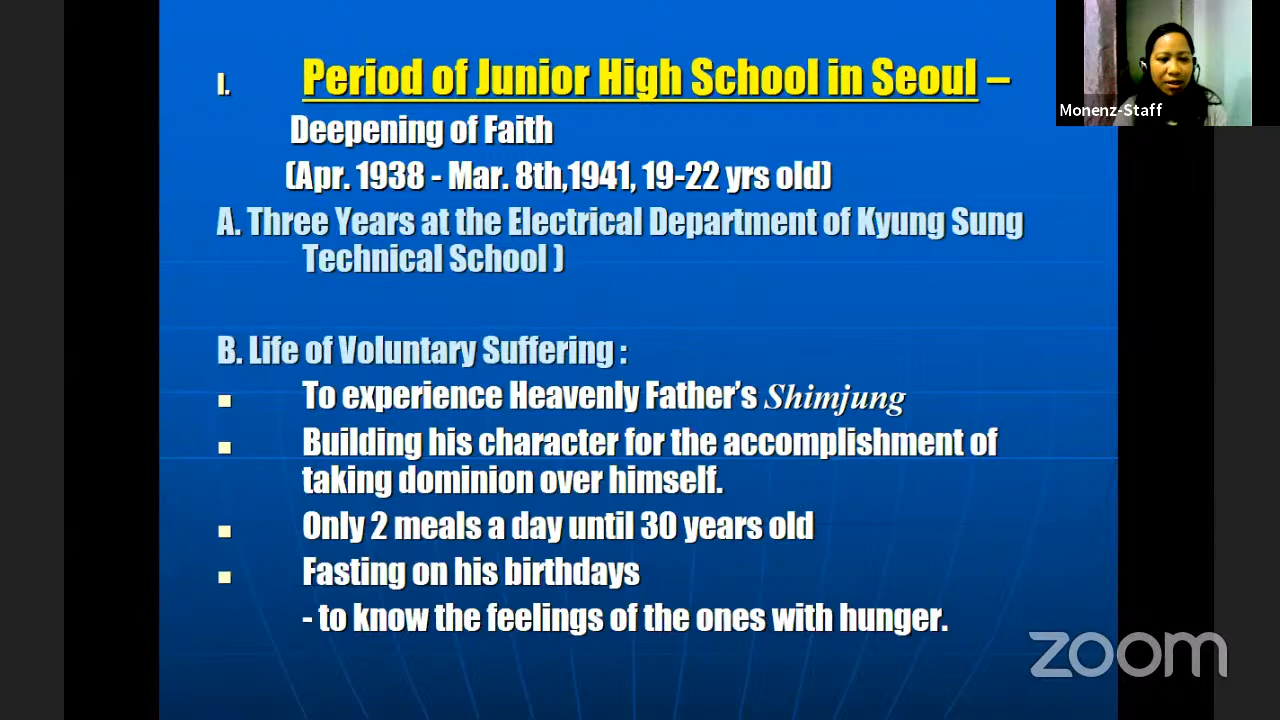 I. Period of Junior High School in Seoul –
Deepening of Faith
(Apr. 1938 - Mar. 8th,1941, 19-22 yrs old)
A. Three Years at the Electrical Department of Kyung Sung
Technical School )
B. Life of Voluntary Suffering :
■ To experience Heavenly Father’s Shimjung
■ Building his character for the accomplishment of
taking dominion over himself.
■ Only 2 meals a day until 30 years old
■ Fasting on his birthdays
- to know the feelings of the ones with hunger.
Monenz-Staff
zoom